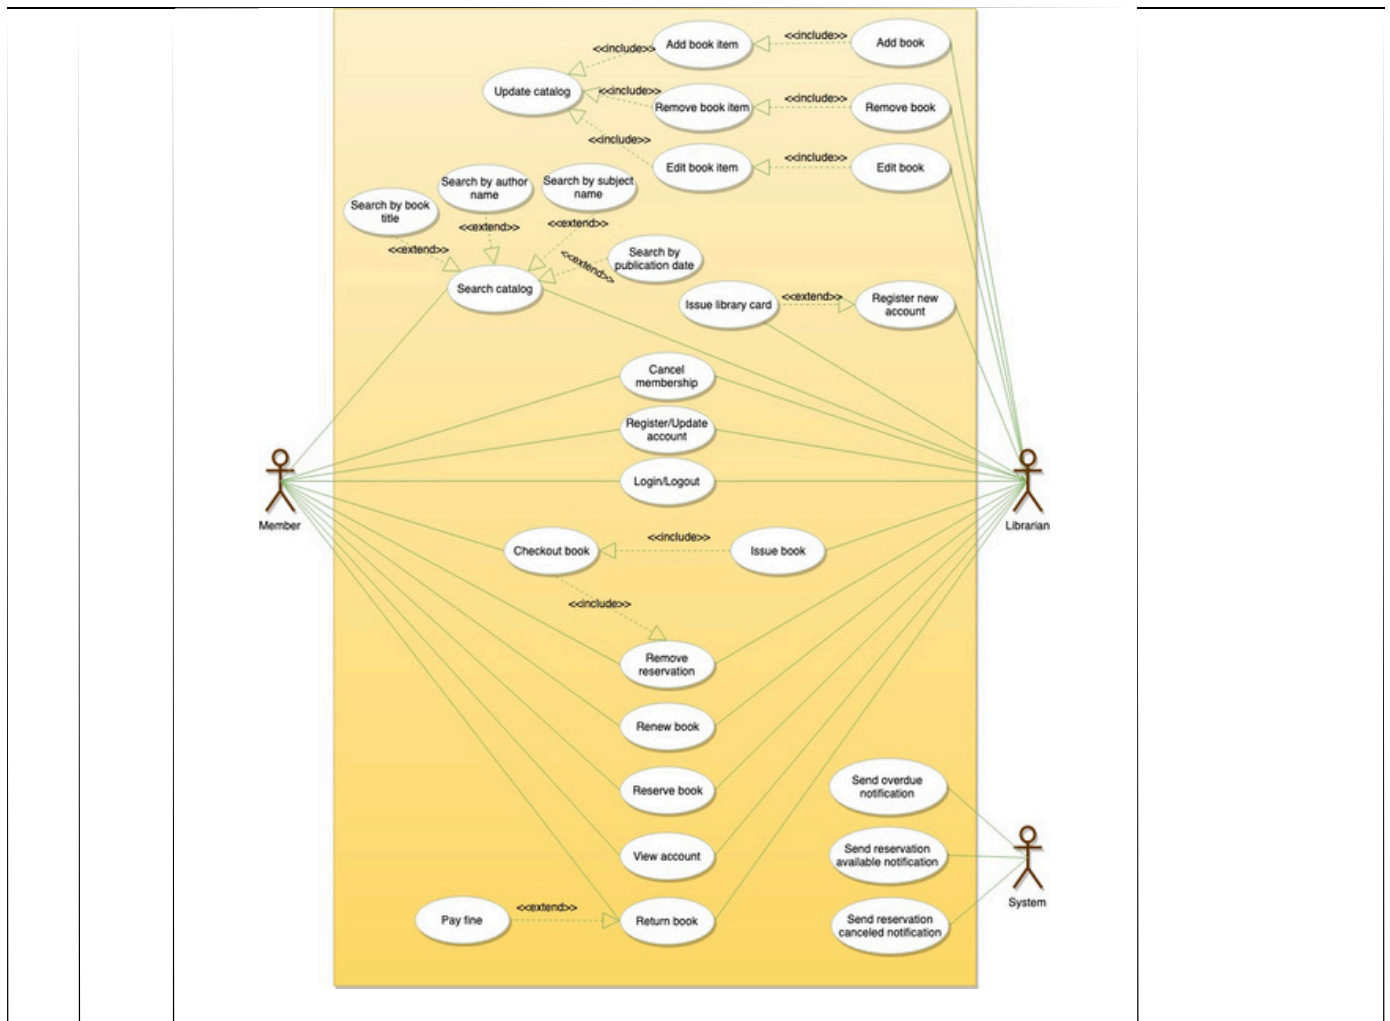 <<include>>
Add book item
<<include>>
Add book
Update catalog
<<include>>
Remove book item
<<include>>
Remove book
<<include>>
Edit book item
<<include>>
Edit book
Search by book
title
Search by author
name
Search by subject
name
<<extend>>
<<extend>>
<<extend>>
<<extend>>
Search by
publication date
Search catalog
Issue library card
<<extend>>
Register new
account
Cancel
membership
Register/Update
account
Login/Logout
Member
Librarian
Checkout book
<<include>>
Issue book
<<include>>
Remove
reservation
Renew book
Reserve book
Send overdue
notification
View account
Send reservation
available notification
System
Pay fine
<<extend>>
Return book
Send reservation
canceled notification